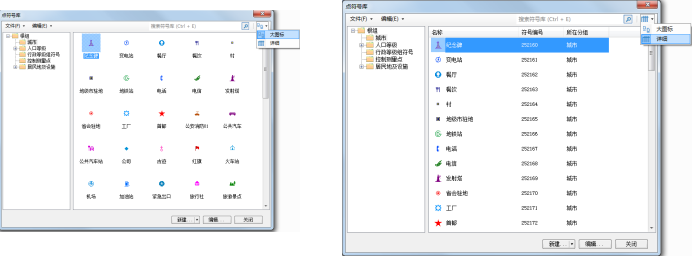 点符号库
文件(F) 编辑(E) 搜索符号库 (Ctrl + E)
根组
城市
人口等级
行政等级组符号
控制测量点
居民地及设施
纪念碑 变电站 餐厅 餐饮 村
地级市驻地 地铁站 电话 电信 发射塔
省会驻地 工厂 首都 公安消防II 公共汽车
公共汽车站 公园 古迹 红旗 火车站
机场 加油站 紧急出口 旅行社 旅游景点
大图标
详细
新建 编辑 关闭
点符号库
文件(F) 编辑(E) 搜索符号库 (Ctrl + E)
根组
城市
人口等级
行政等级组符号
控制测量点
居民地及设施
名称 符号编号 所在分组
纪念碑 252160 城市
变电站 252161 城市
餐厅 252162 城市
餐饮 252163 城市
村 252164 城市
地级市驻地 252165 城市
地铁站 252166 城市
电话 252167 城市
电信 252168 城市
发射塔 252169 城市
省会驻地 252170 城市
工厂 252171 城市
首都 252172 城市
大图标
详细
新建 编辑... 关闭